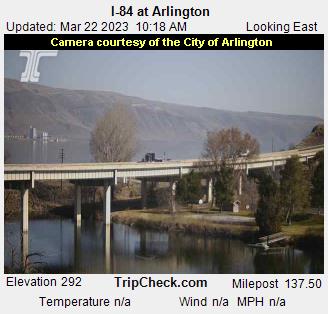 I-84 at Arlington
Updated: Mar 22 2023 10:18 AM Looking East
Camera courtesy of the City of Arlington
Elevation 292 TripCheck.com Milepost 137.50
Temperature n/a Wind n/a MPH n/a